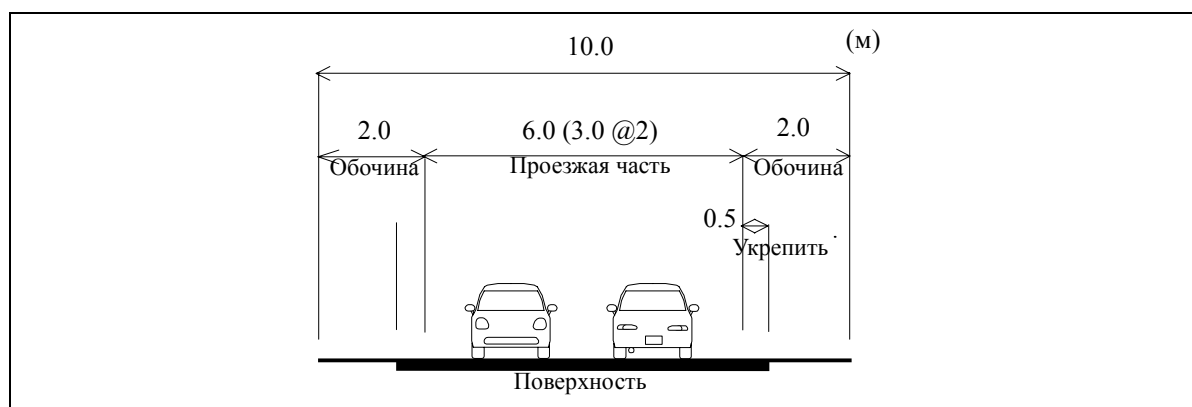 10.0
(м)
2.0
6.0 (3.0 @2)
2.0
Обочина
Проезжая часть
Обочина
0.5
Укрепить
Поверхность